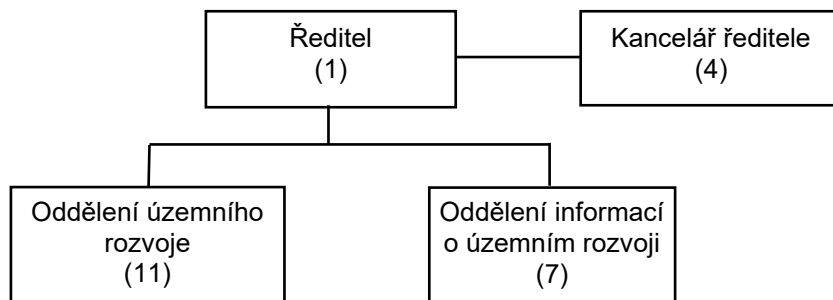 Ředitel
(1)
Kancelář ředitele
(4)
Oddělení územního
rozvoje
(11)
Oddělení informací
o územním rozvoji
(7)